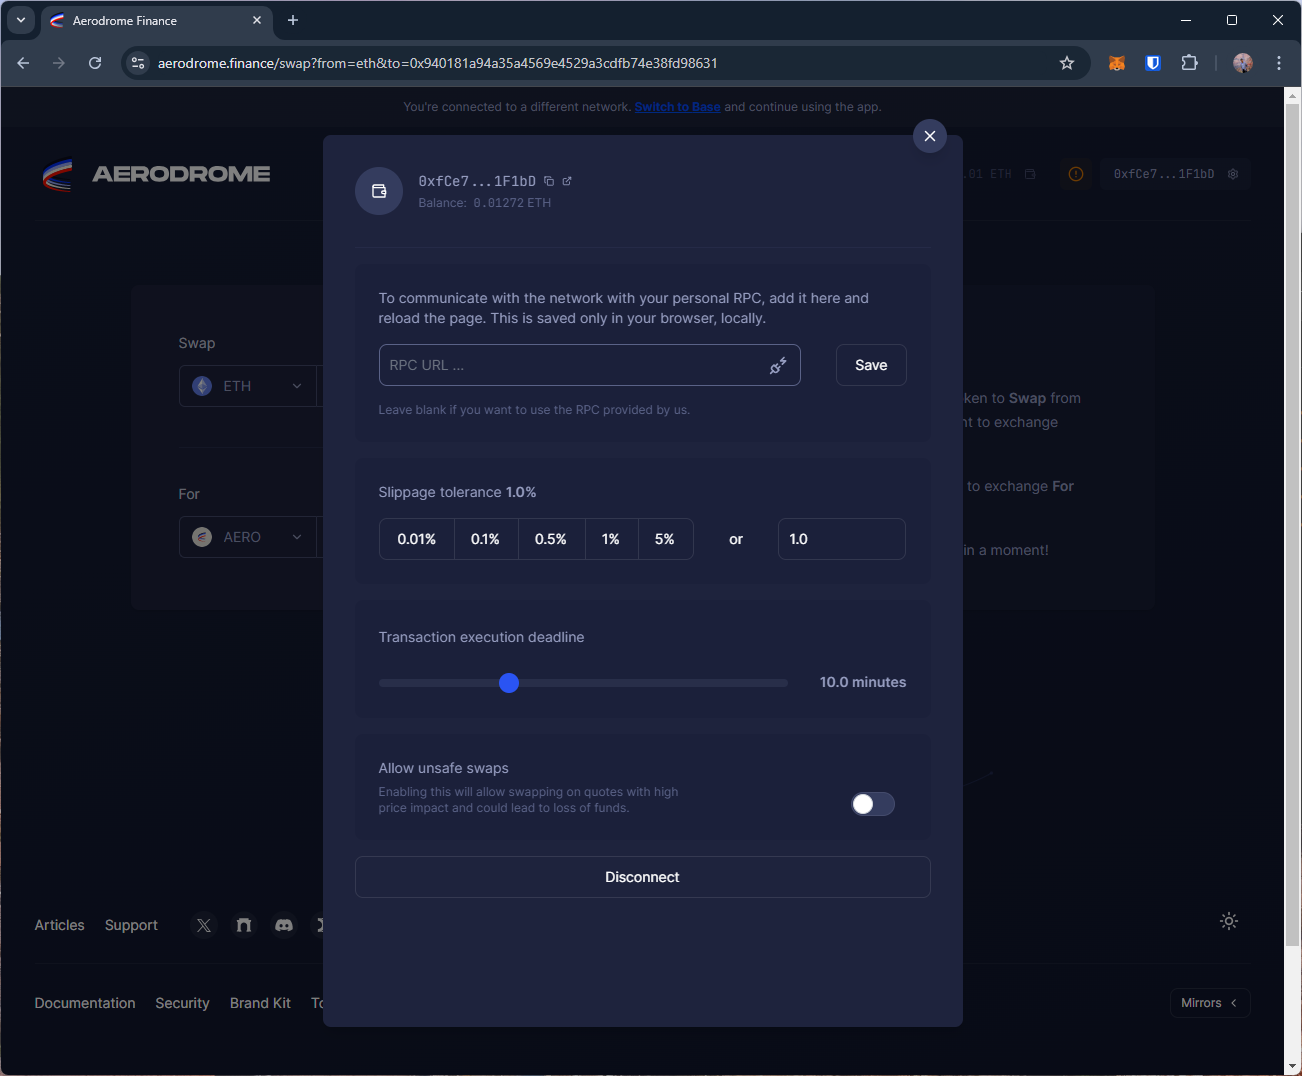 Aerodrome Finance
aerodrome.finance/swap?from=eth&to=0x940181a94a35a4569e4529a3cdfb74e38fd98631
You're connected to a different network. Switch to Base and continue using the app.
AERODROME
.01 ETH
0xfCe7...1F1bD
0xfCe7...1F1bD
Balance: 0.01272 ETH
To communicate with the network with your personal RPC, add it here and
reload the page. This is saved only in your browser, locally.
RPC URL ...
Save
Leave blank if you want to use the RPC provided by us.
Swap
ETH
For
AERO
ken to Swap from
t to exchange
to exchange For
in a moment!
Slippage tolerance 1.0%
0.01% 0.1% 0.5% 1% 5% or 1.0
Transaction execution deadline
10.0 minutes
Allow unsafe swaps
Enabling this will allow swapping on quotes with high
price impact and could lead to loss of funds.
Disconnect
Articles Support
Documentation Security Brand Kit
Mirrors